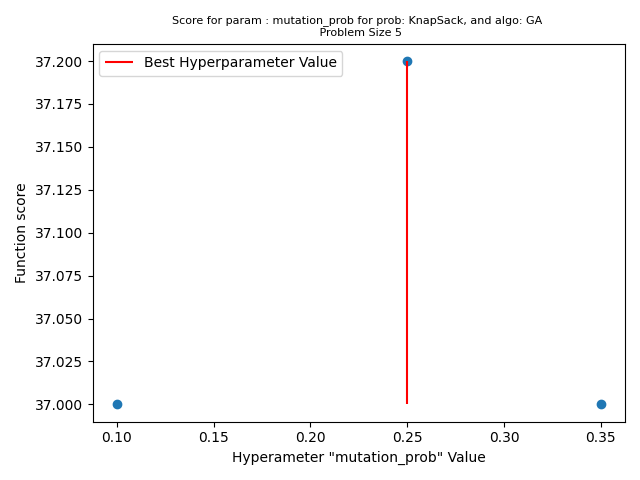 Score for param : mutation_prob for prob: KnapSack, and algo: GA
Problem Size 5
Best Hyperparameter Value
37.200
37.175
37.150
37.125
37.100
37.075
37.050
37.025
37.000
Function score
0.10 0.15 0.20 0.25 0.30 0.35
Hyperameter "mutation_prob" Value